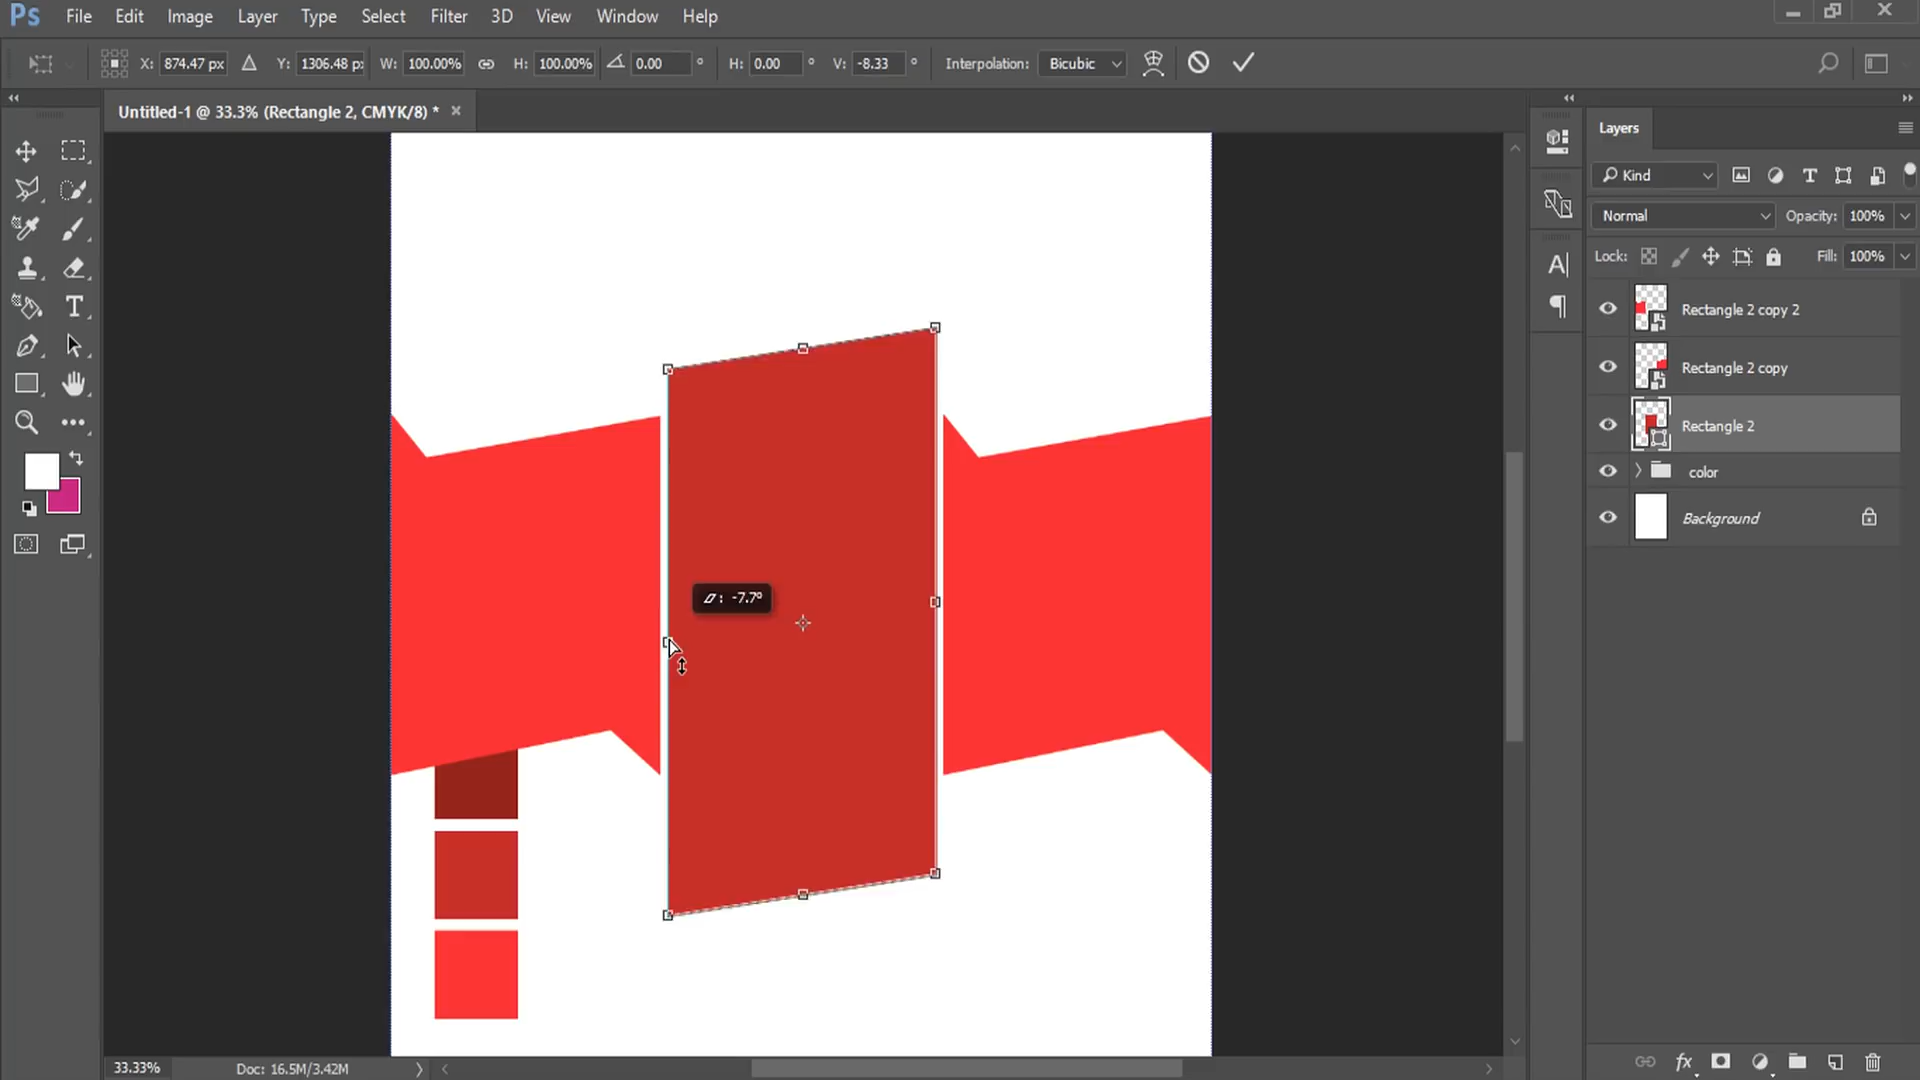 Ps File Edit Image Layer Type Select Filter 3D View Window Help
X: 874.47 px Y: 1306.48 px W: 100.00% H: 100.00% 0.00 ° H: 0.00 ° V: -8.33 ° Interpolation: Bicubic
Untitled-1 @ 33.3% (Rectangle 2, CMYK/8) * ×
Layers
Kind
Normal Opacity: 100%
Lock: Fill: 100%
Rectangle 2 copy 2
Rectangle 2 copy
Rectangle 2
color
Background
: -7.7°
33.33% Doc: 16.5M/3.42M